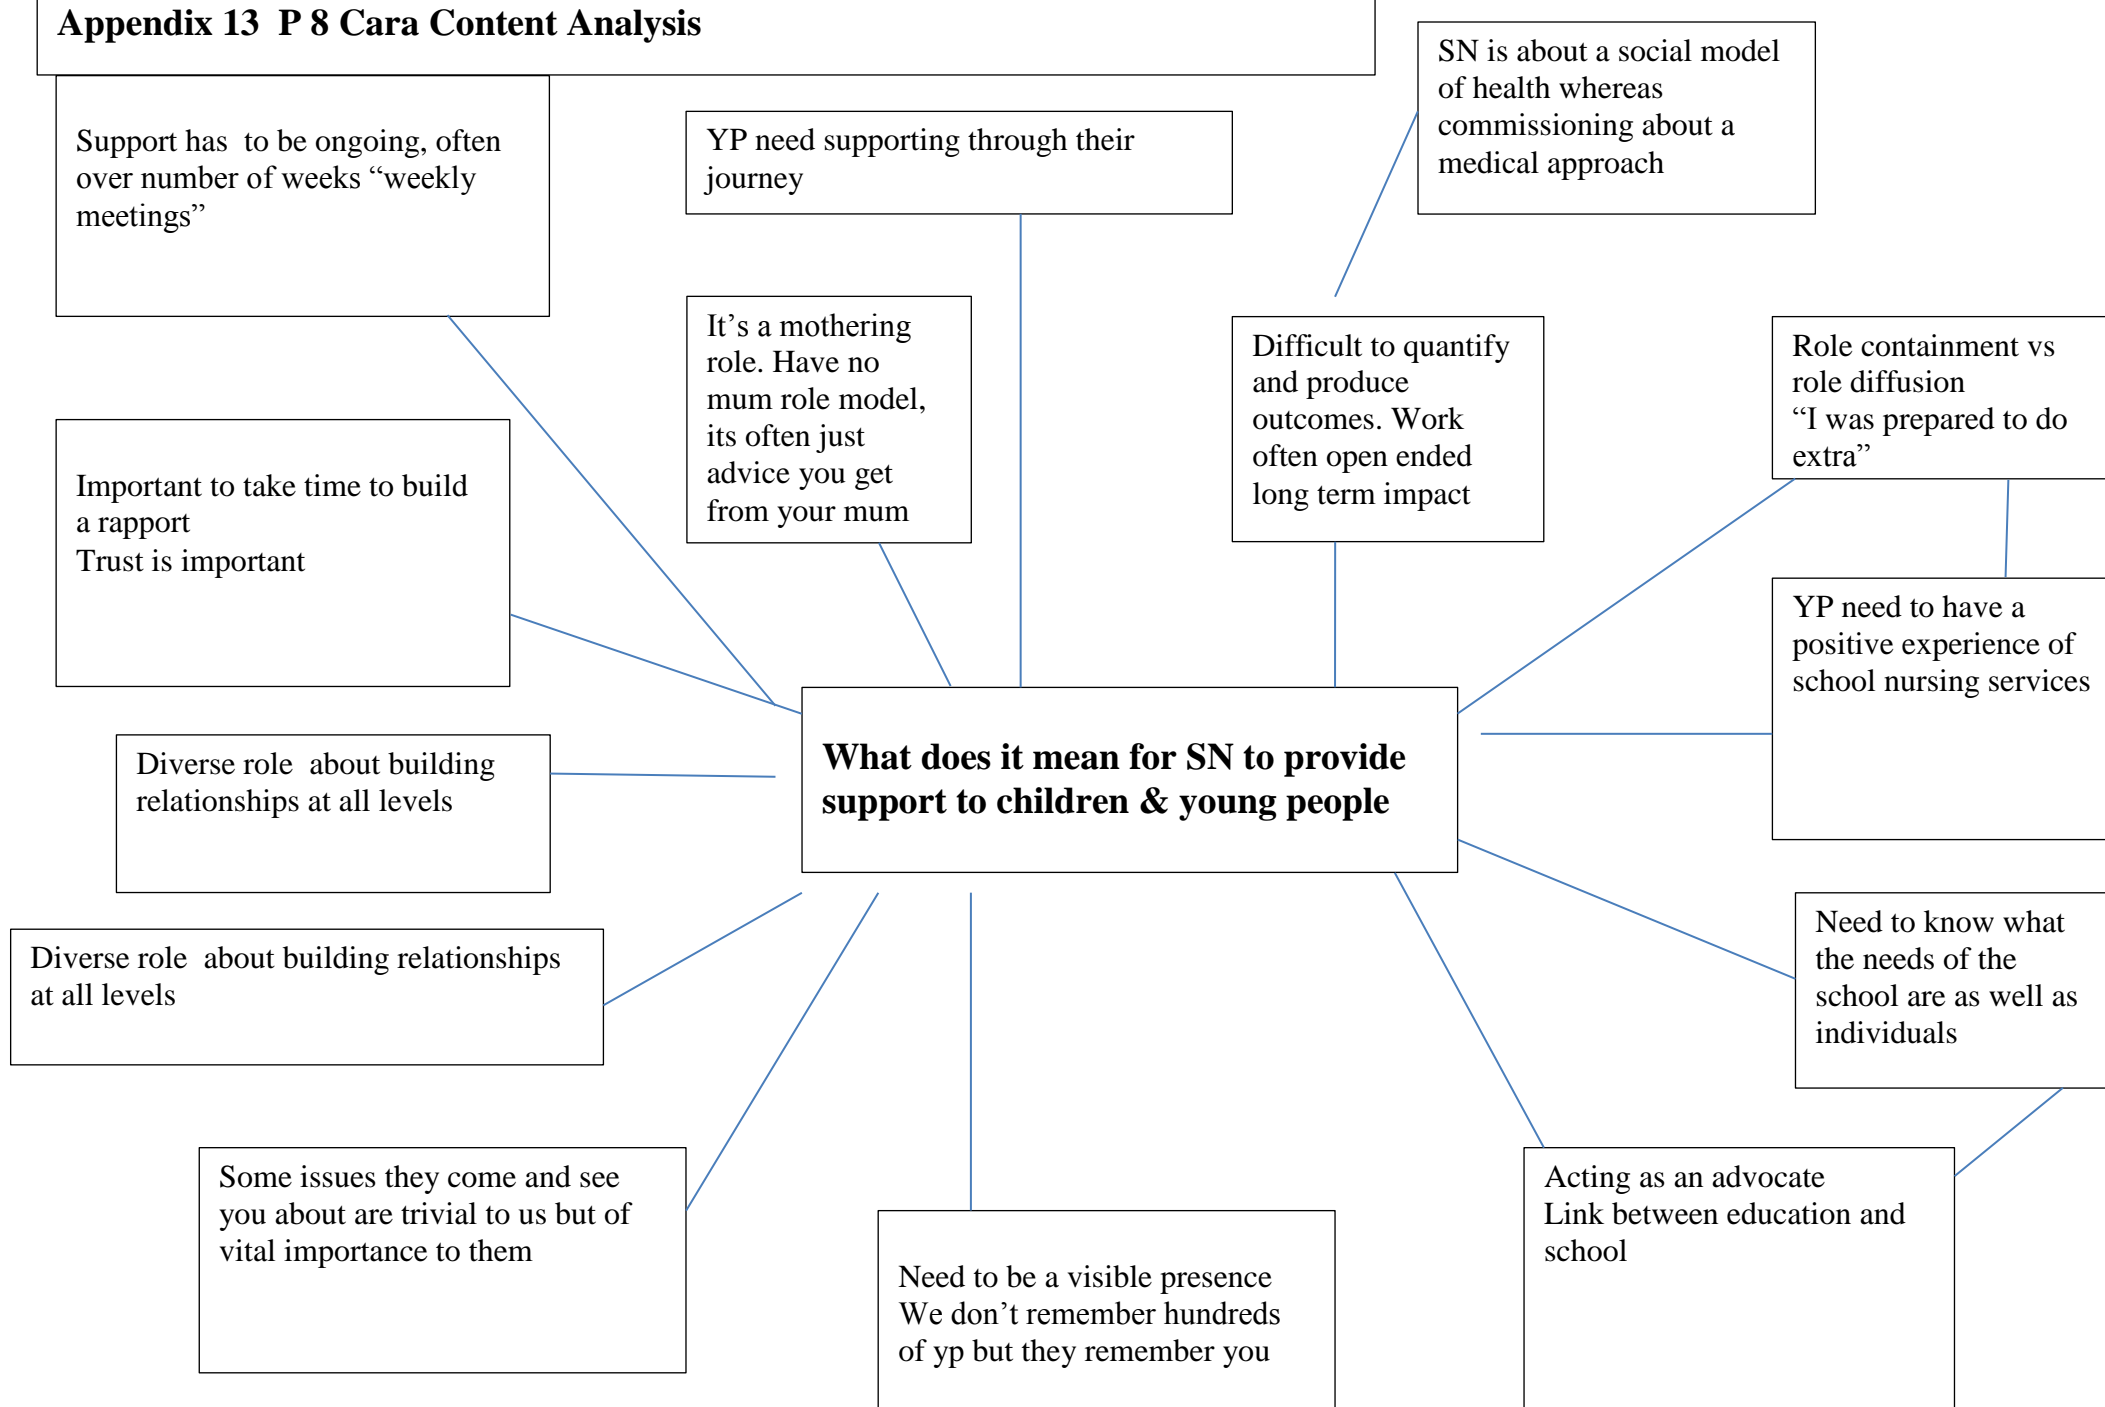 Appendix 13  P 8 Cara Content Analysis
Support has  to be ongoing, often
over number of weeks “weekly
meetings”
YP need supporting through their
journey
SN is about a social model
of health whereas
commissioning about a
medical approach
It’s a mothering
role. Have no
mum role model,
its often just
advice you get
from your mum
Difficult to quantify
and produce
outcomes. Work
often open ended
long term impact
Role containment vs
role diffusion
“I was prepared to do
extra”
Important to take time to build
a rapport
Trust is important
YP need to have a
positive experience of
school nursing services
What does it mean for SN to provide
support to children & young people
Diverse role  about building
relationships at all levels
Diverse role  about building relationships
at all levels
Need to know what
the needs of the
school are as well as
individuals
Some issues they come and see
you about are trivial to us but of
vital importance to them
Need to be a visible presence
We don’t remember hundreds
of yp but they remember you
Acting as an advocate
Link between education and
school